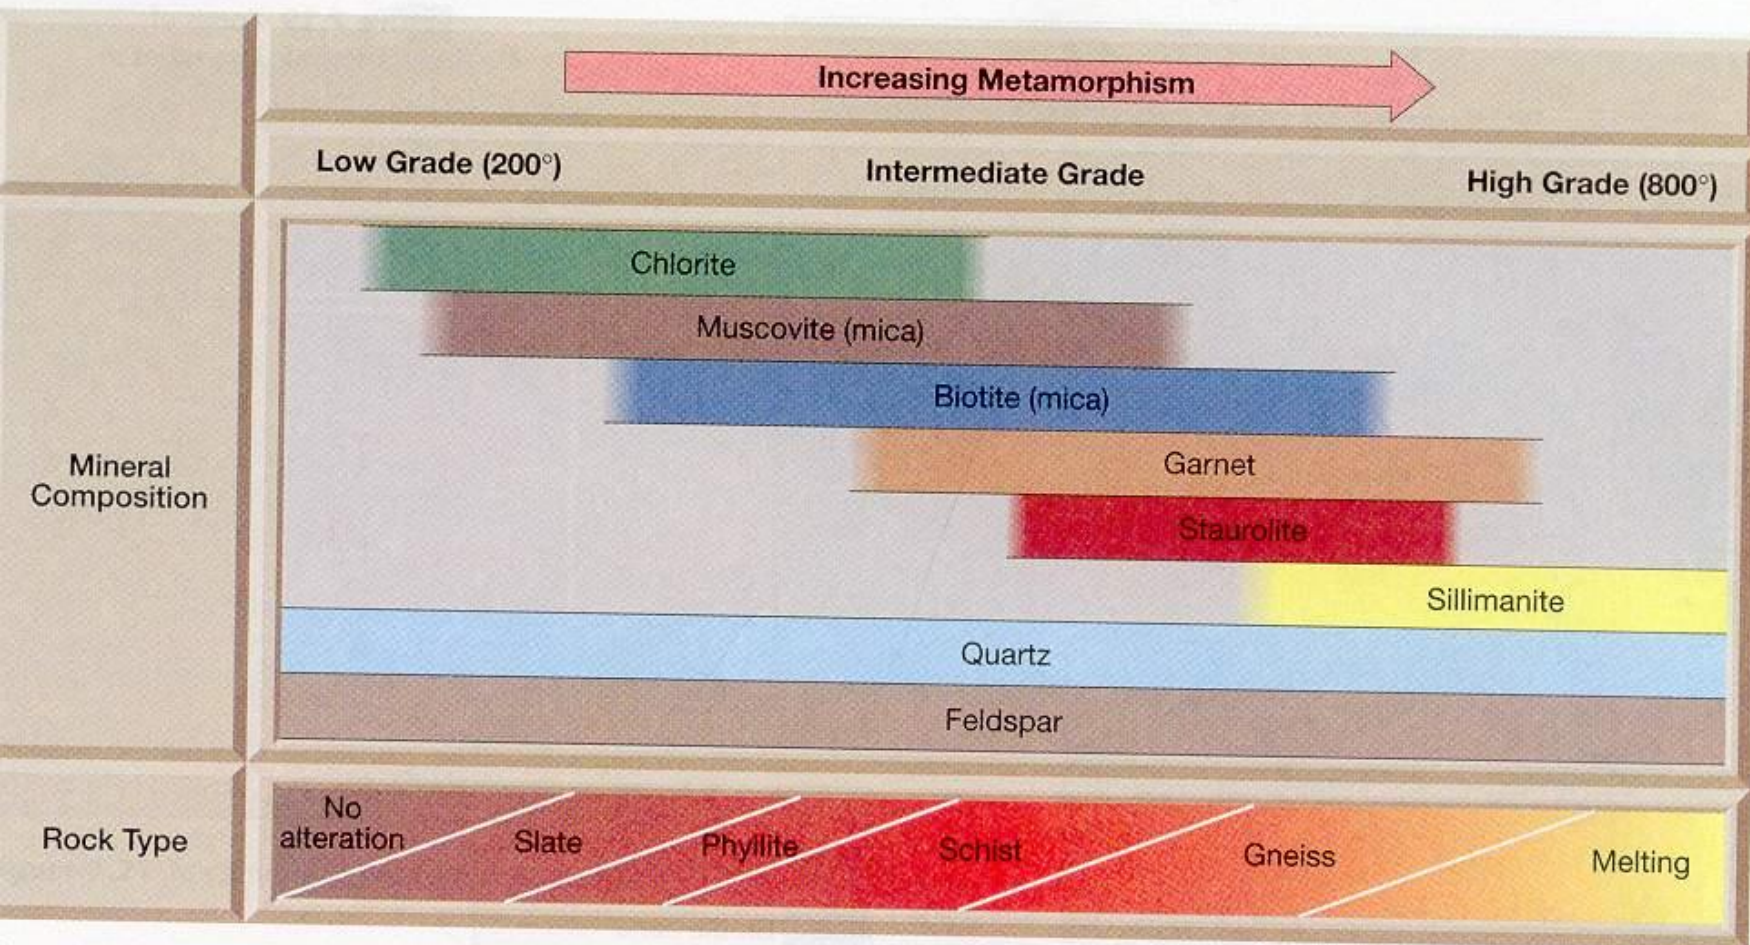 Increasing Metamorphism
Low Grade (200°)
Intermediate Grade
High Grade (800°)
Mineral
Composition
Chlorite
Muscovite (mica)
Biotite (mica)
Garnet
Staurolite
Sillimanite
Quartz
Feldspar
Rock Type
No
alteration
Slate
Phyllite
Schist
Gneiss
Melting